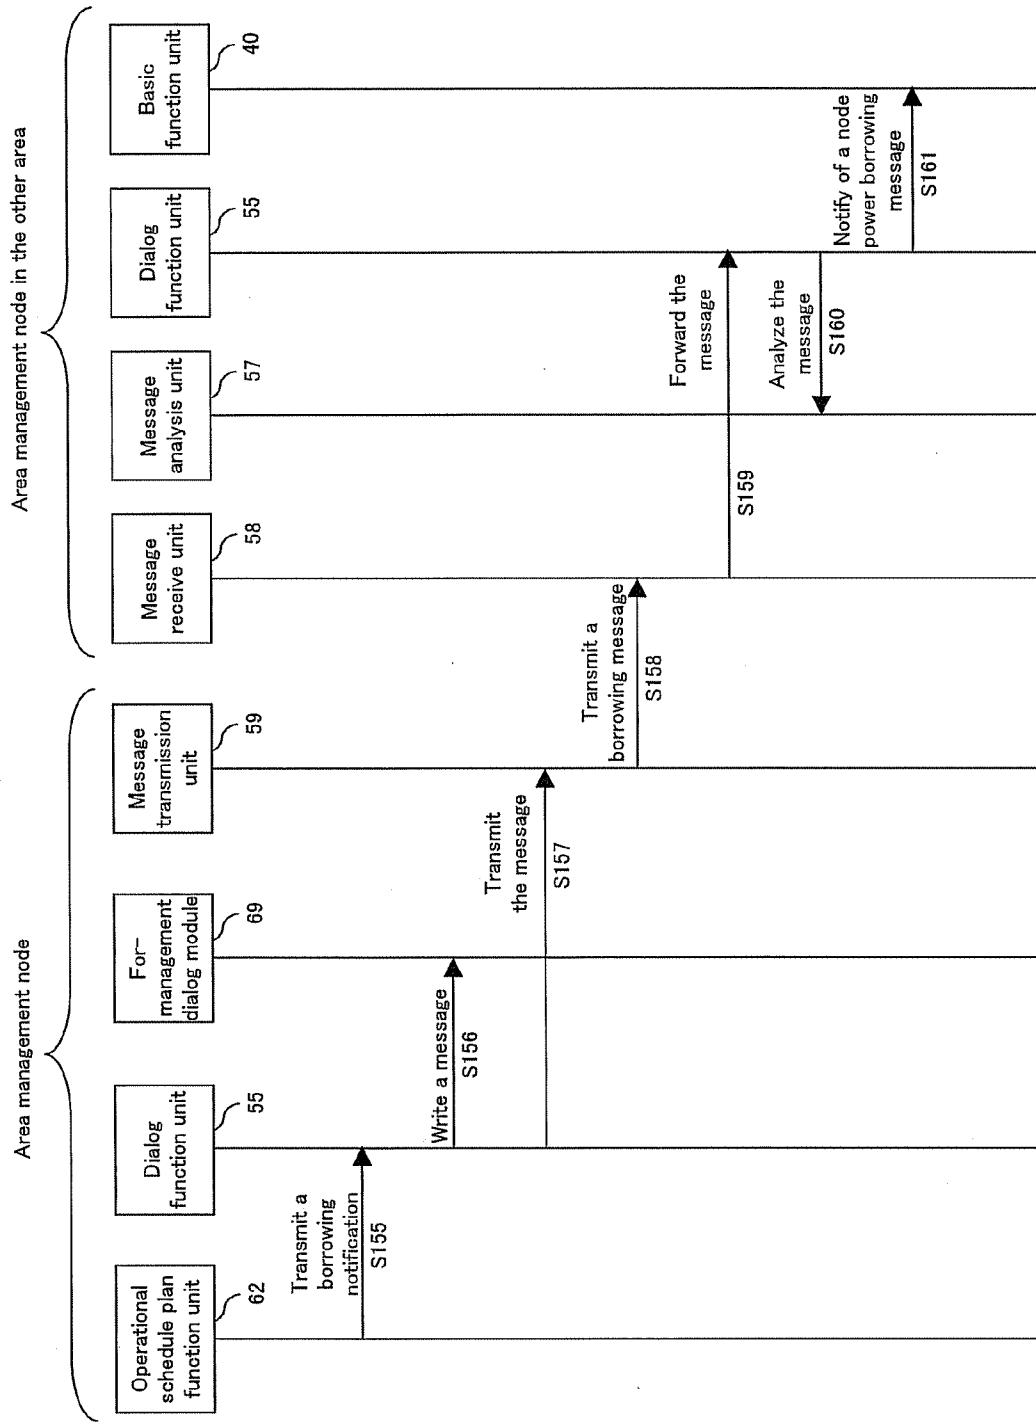 Area management node
Area management node in the other area
Operational
schedule plan
function unit
62
Dialog
function unit
55
For-
management
dialog module
69
Message
transmission
unit
59
Message
receive unit
58
Message
analysis unit
57
Dialog
function unit
55
Basic
function unit
40
Transmit a
borrowing
notification
S155
Write a message
S156
Transmit
the message
S157
Transmit a
borrowing message
S158
Forward the
message
S159
Analyze the
message
S160
Notify of a node
power borrowing
message
S161